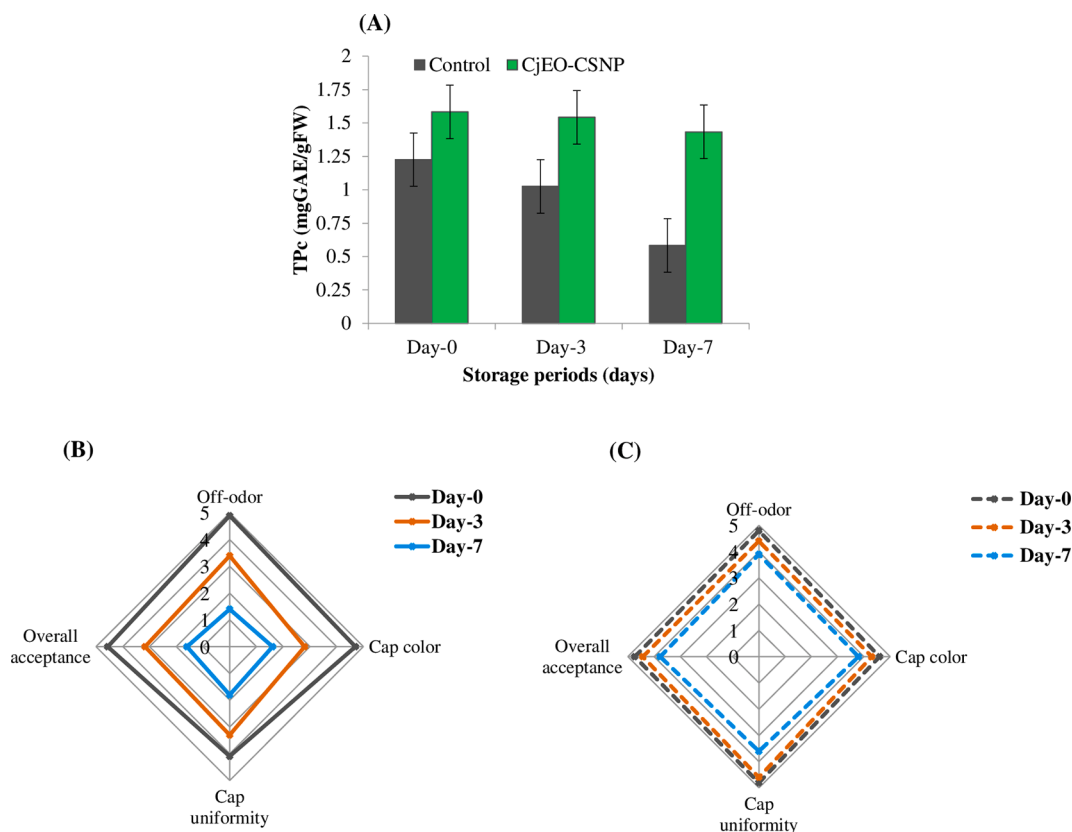 (A)
2
1.75
1.5
1.25
1
0.75
0.5
0.25
0
TPc (mgGAE/gFW)
Control
CjEO-CSNP
Day-0
Day-3
Day-7
Storage periods (days)
(B)
Off-odor
5
4
3
2
1
0
Overall
acceptance
Cap color
Cap
uniformity
Day-0
Day-3
Day-7
(C)
Off-odor
5
4
3
2
1
0
Overall
acceptance
Cap color
Cap
uniformity
Day-0
Day-3
Day-7